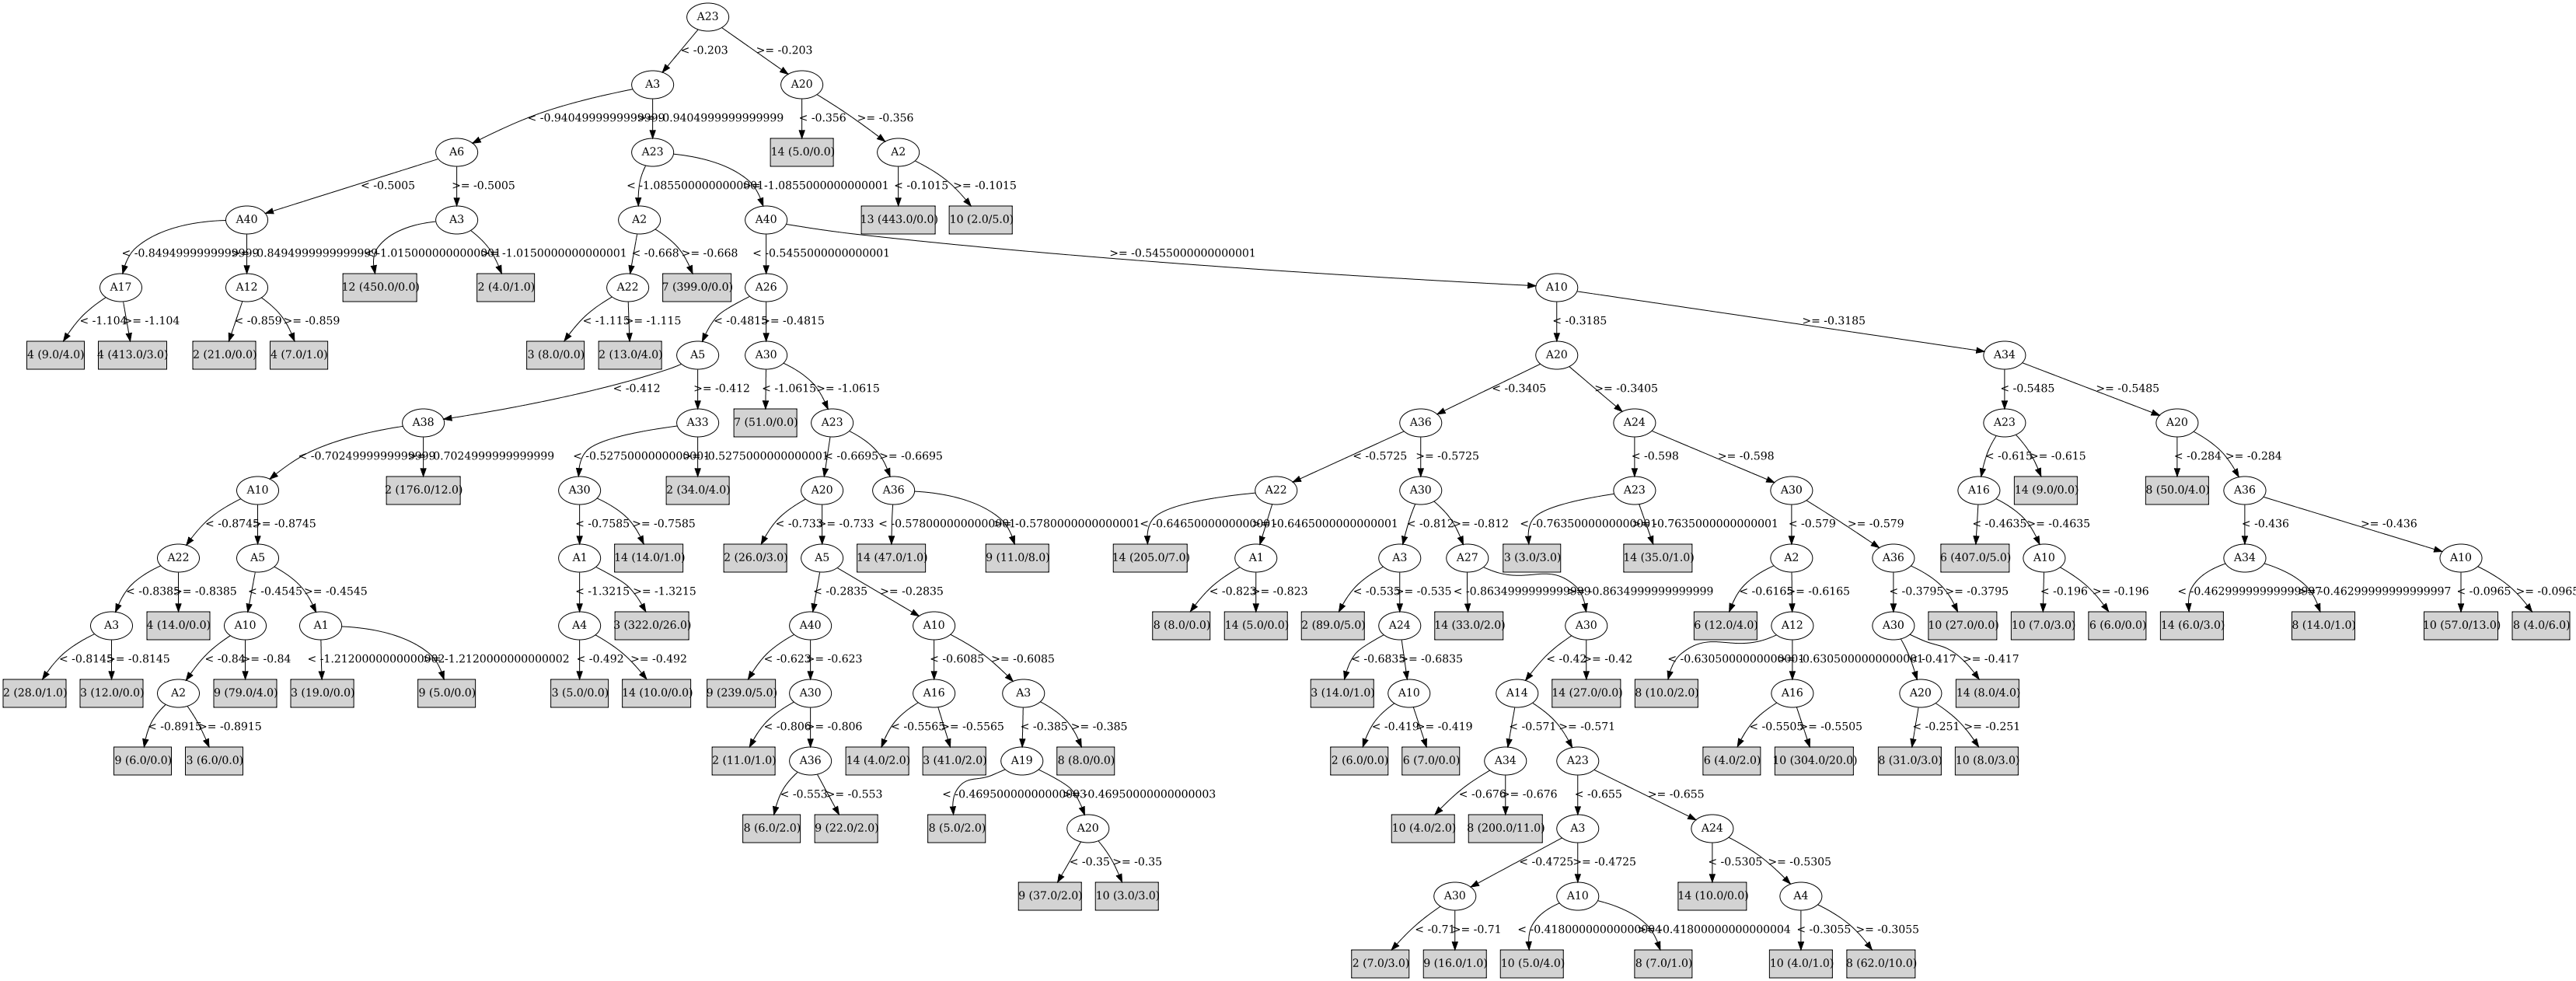 A23
< -0.203 >= -0.203
A3 A20
< -0.9404999999999999 >= -0.9404999999999999 < -0.356 >= -0.356
A6 A23 14 (5.0/0.0) A2
< -0.5005 >= -0.5005 < -1.0855000000000001 >= -1.0855000000000001 < -0.1015 >= -0.1015
A40 A3 A2 A40 13 (443.0/0.0) 10 (2.0/5.0)
< -0.8494999999999999 >= -0.8494999999999999 < -1.0150000000000001 >= -1.0150000000000001 < -0.668 >= -0.668 < -0.5455000000000001 >= -0.5455000000000001
A17 A12 12 (450.0/0.0) 2 (4.0/1.0) A22 7 (399.0/0.0) A26 A10
< -1.104 >= -1.104 < -0.859 >= -0.859 < -1.115 >= -1.115 < -0.4815 >= -0.4815 < -0.3185 >= -0.3185
4 (9.0/4.0) 4 (413.0/3.0) 2 (21.0/0.0) 4 (7.0/1.0) 3 (8.0/0.0) 2 (13.0/4.0) A5 A30 A20 A34
< -0.412 >= -0.412 < -1.0615 >= -1.0615 < -0.3405 >= -0.3405 < -0.5485 >= -0.5485
A38 A33 7 (51.0/0.0) A23 A36 A24 A23 A20
< -0.7024999999999999 >= -0.7024999999999999 < -0.5275000000000001 >= -0.5275000000000001 < -0.6695 >= -0.6695 < -0.5725 >= -0.5725 < -0.598 >= -0.598 < -0.615 >= -0.615 < -0.284 >= -0.284
A10 2 (176.0/12.0) A30 2 (34.0/4.0) A20 A36 A22 A30 A23 A30 A16 14 (9.0/0.0) 8 (50.0/4.0) A36
< -0.8745 >= -0.8745 < -0.7585 >= -0.7585 < -0.733 >= -0.733 < -0.5780000000000001 >= -0.5780000000000001 < -0.6465000000000001 >= -0.6465000000000001 < -0.812 >= -0.812 < -0.7635000000000001 >= -0.7635000000000001 < -0.579 >= -0.579 < -0.4635 >= -0.4635 < -0.436 >= -0.436
A22 A5 A1 14 (14.0/1.0) 2 (26.0/3.0) A5 14 (47.0/1.0) 9 (11.0/8.0) 14 (205.0/7.0) A1 A3 A27 3 (3.0/3.0) 14 (35.0/1.0) A2 A36 6 (407.0/5.0) A10 A34 A10
< -0.8385 >= -0.8385 < -0.4545 >= -0.4545 < -1.3215 >= -1.3215 < -0.2835 >= -0.2835 < -0.823 >= -0.823 < -0.535 >= -0.535 < -0.8634999999999999 >= -0.8634999999999999 < -0.6165 >= -0.6165 < -0.3795 >= -0.3795 < -0.196 >= -0.196 < -0.46299999999999997 >= -0.46299999999999997 < -0.0965 >= -0.0965
A3 4 (14.0/0.0) A10 A1 A4 3 (322.0/26.0) A40 A10 8 (8.0/0.0) 14 (5.0/0.0) 2 (89.0/5.0) A24 14 (33.0/2.0) A30 6 (12.0/4.0) A12 A30 10 (27.0/0.0) 10 (7.0/3.0) 6 (6.0/0.0) 14 (6.0/3.0) 8 (14.0/1.0) 10 (57.0/13.0) 8 (4.0/6.0)
< -0.8145 >= -0.8145 < -0.84 >= -0.84 < -1.2120000000000002 >= -1.2120000000000002 < -0.492 >= -0.492 < -0.623 >= -0.623 < -0.6085 >= -0.6085 < -0.6835 >= -0.6835 < -0.42 >= -0.42 < -0.6305000000000001 >= -0.6305000000000001 < -0.417 >= -0.417
2 (28.0/1.0) 3 (12.0/0.0) A2 9 (79.0/4.0) 3 (19.0/0.0) 9 (5.0/0.0) 3 (5.0/0.0) 14 (10.0/0.0) 9 (239.0/5.0) A30 A16 A3 3 (14.0/1.0) A10 A14 14 (27.0/0.0) 8 (10.0/2.0) A16 A20 14 (8.0/4.0)
< -0.8915 >= -0.8915 < -0.806 >= -0.806 < -0.5565 >= -0.5565 < -0.385 >= -0.385 < -0.419 >= -0.419 < -0.571 >= -0.571 < -0.5505 >= -0.5505 < -0.251 >= -0.251
9 (6.0/0.0) 3 (6.0/0.0) 2 (11.0/1.0) A36 14 (4.0/2.0) 3 (41.0/2.0) A19 8 (8.0/0.0) 2 (6.0/0.0) 6 (7.0/0.0) A34 A23 6 (4.0/2.0) 10 (304.0/20.0) 8 (31.0/3.0) 10 (8.0/3.0)
< -0.553 >= -0.553 < -0.46950000000000003 >= -0.46950000000000003 < -0.676 >= -0.676 < -0.655 >= -0.655
8 (6.0/2.0) 9 (22.0/2.0) 8 (5.0/2.0) A20 10 (4.0/2.0) 8 (200.0/11.0) A3 A24
< -0.35 >= -0.35 < -0.4725 >= -0.4725 < -0.5305 >= -0.5305
9 (37.0/2.0) 10 (3.0/3.0) A30 A10 14 (10.0/0.0) A4
< -0.71 >= -0.71 < -0.41800000000000004 >= -0.41800000000000004 < -0.3055 >= -0.3055
2 (7.0/3.0) 9 (16.0/1.0) 10 (5.0/4.0) 8 (7.0/1.0) 10 (4.0/1.0) 8 (62.0/10.0)